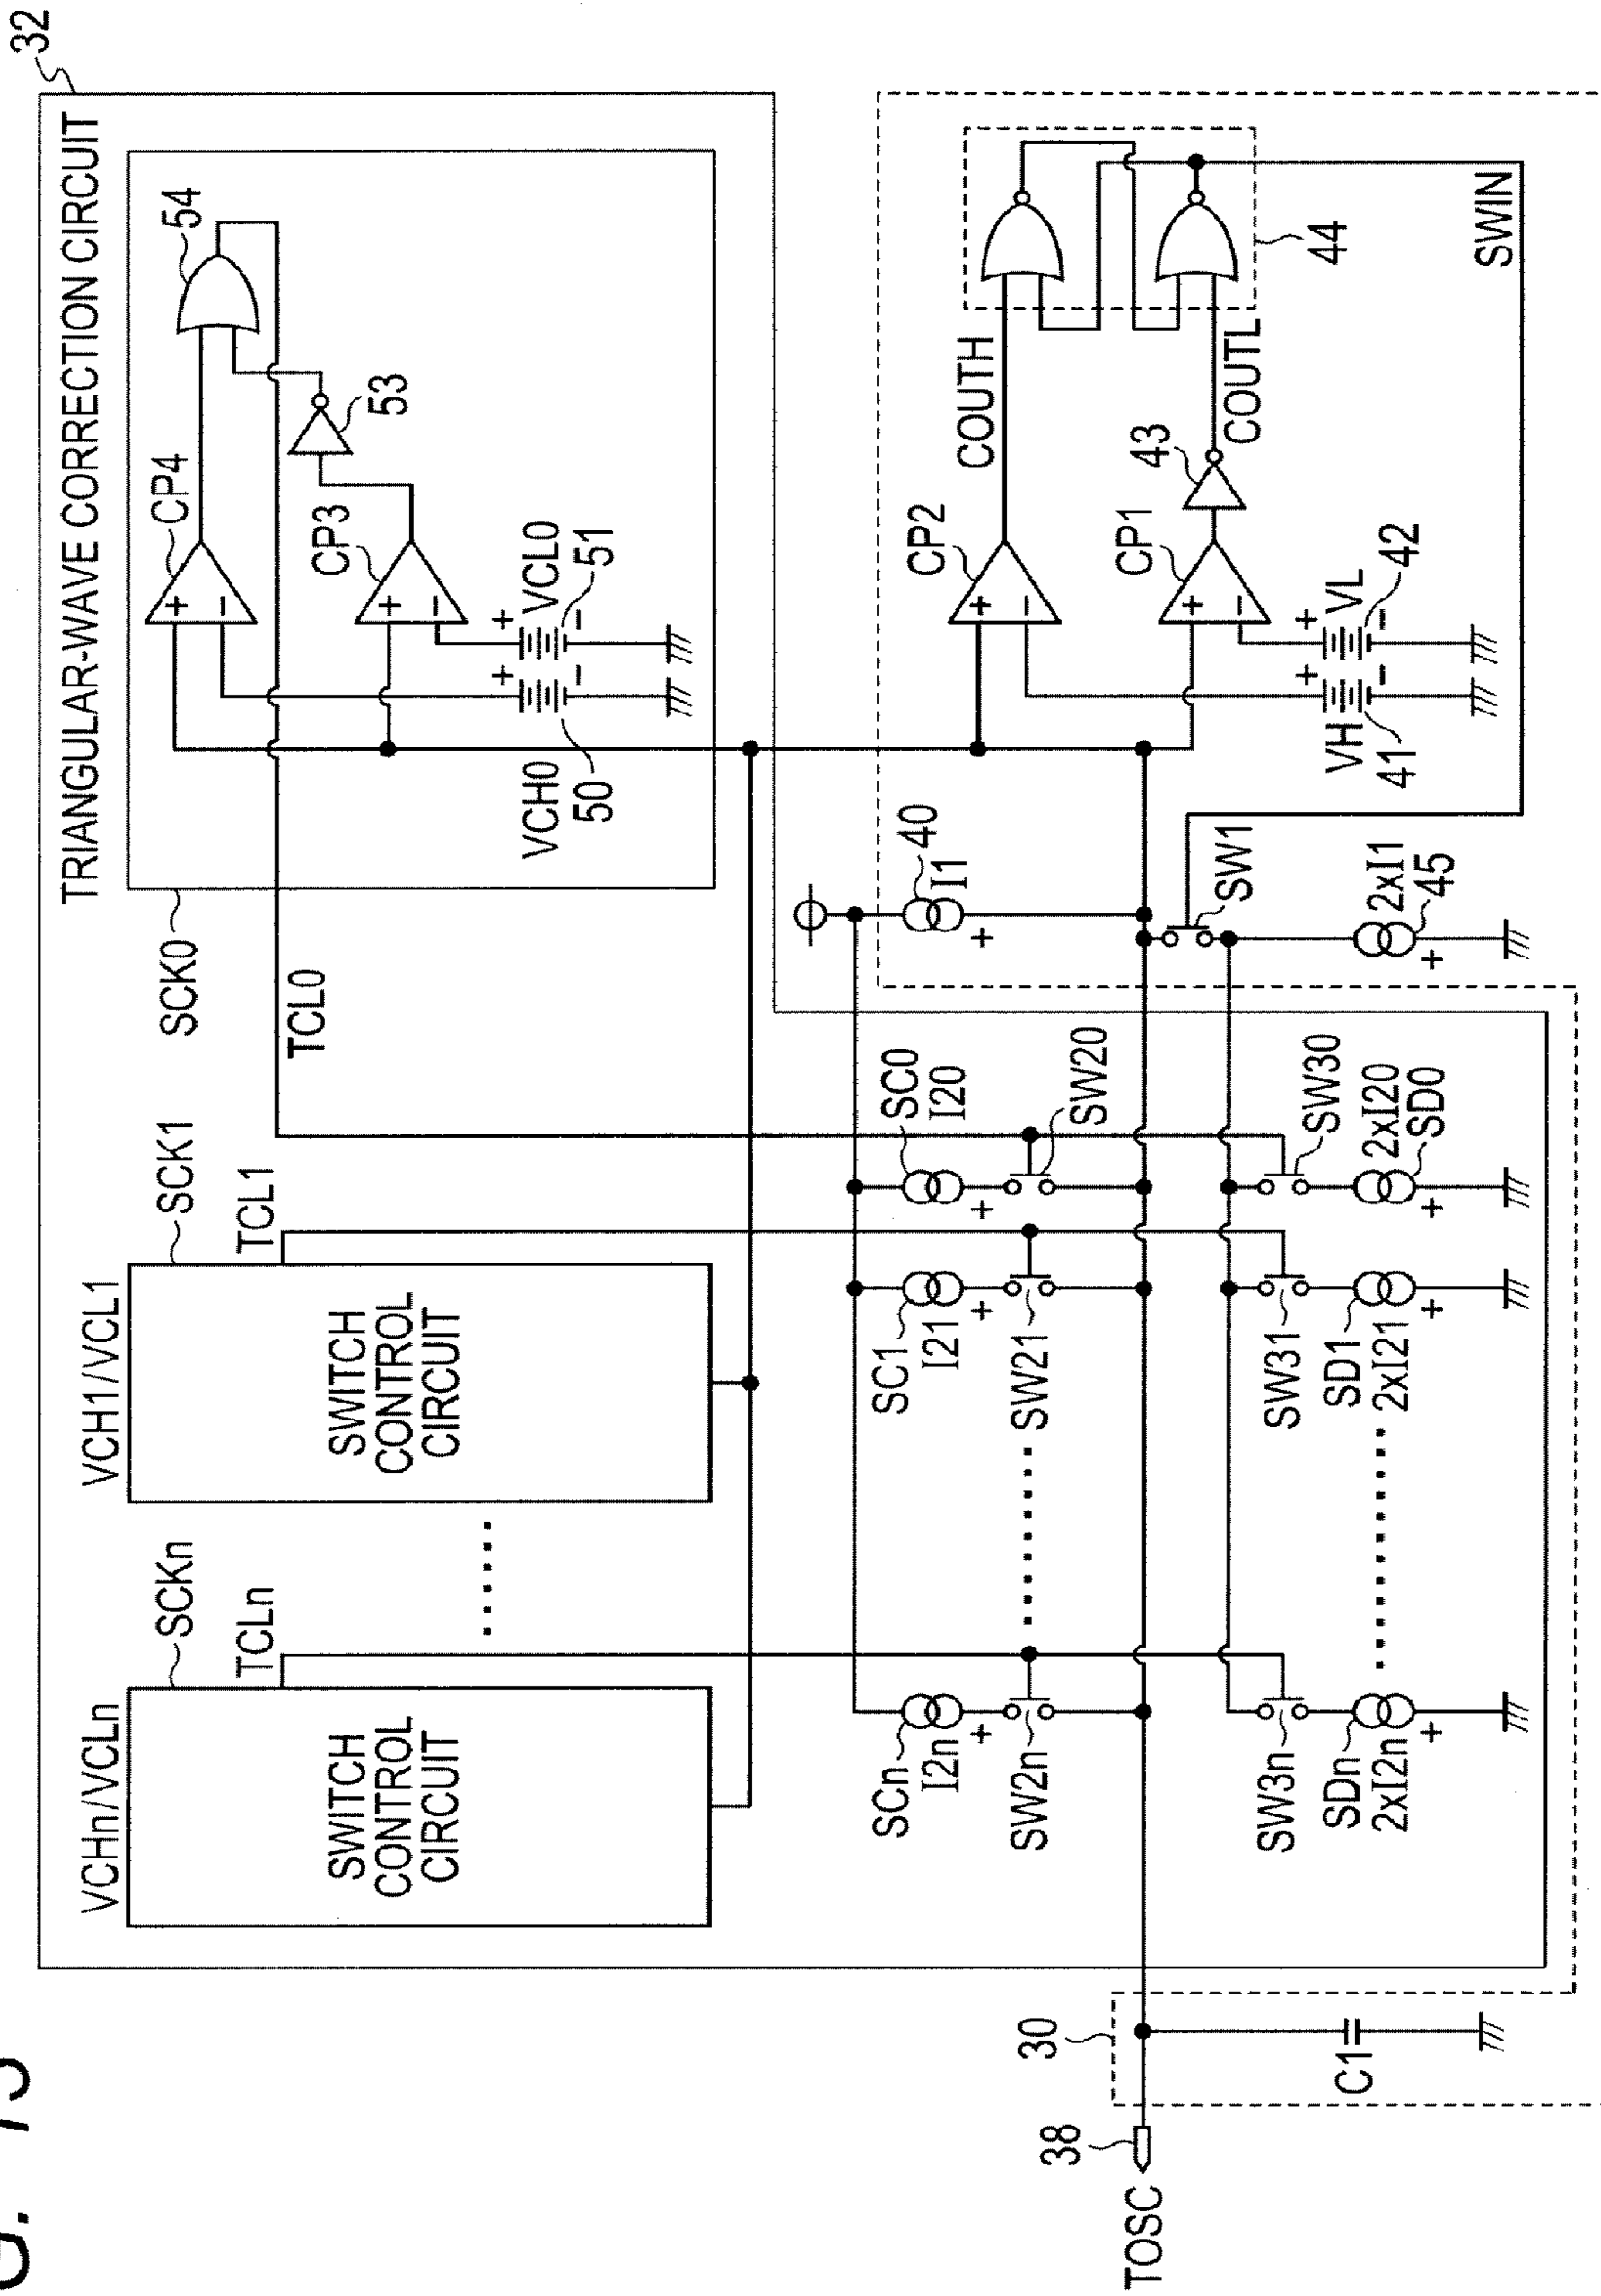 TRIANGULAR-WAVE CORRECTION CIRCUIT
32
VCHn/VCLn
SCKn
TCLn
SWITCH
CONTROL
CIRCUIT
VCH1/VCL1
SCK1
TCL1
SWITCH
CONTROL
CIRCUIT
SCK0
TCL0
CP4
+
-
54
CP3
+
-
53
VCH0
50
+
-
VCL0
51
+
-
SCn
I2n
+
SW2n
SC1
I21
+
SW21
SC0
I20
+
SW20
40
I1
+
SW3n
SDn
2xI2n
+
SW31
SD1
2xI21
+
SW30
2xI20
SD0
+
SW1
2xI1
45
+
CP2
+
-
COUTH
CP1
+
-
43
COUTL
44
VH
41
+
-
VL
42
+
-
SWIN
30
C1
38
TOSC